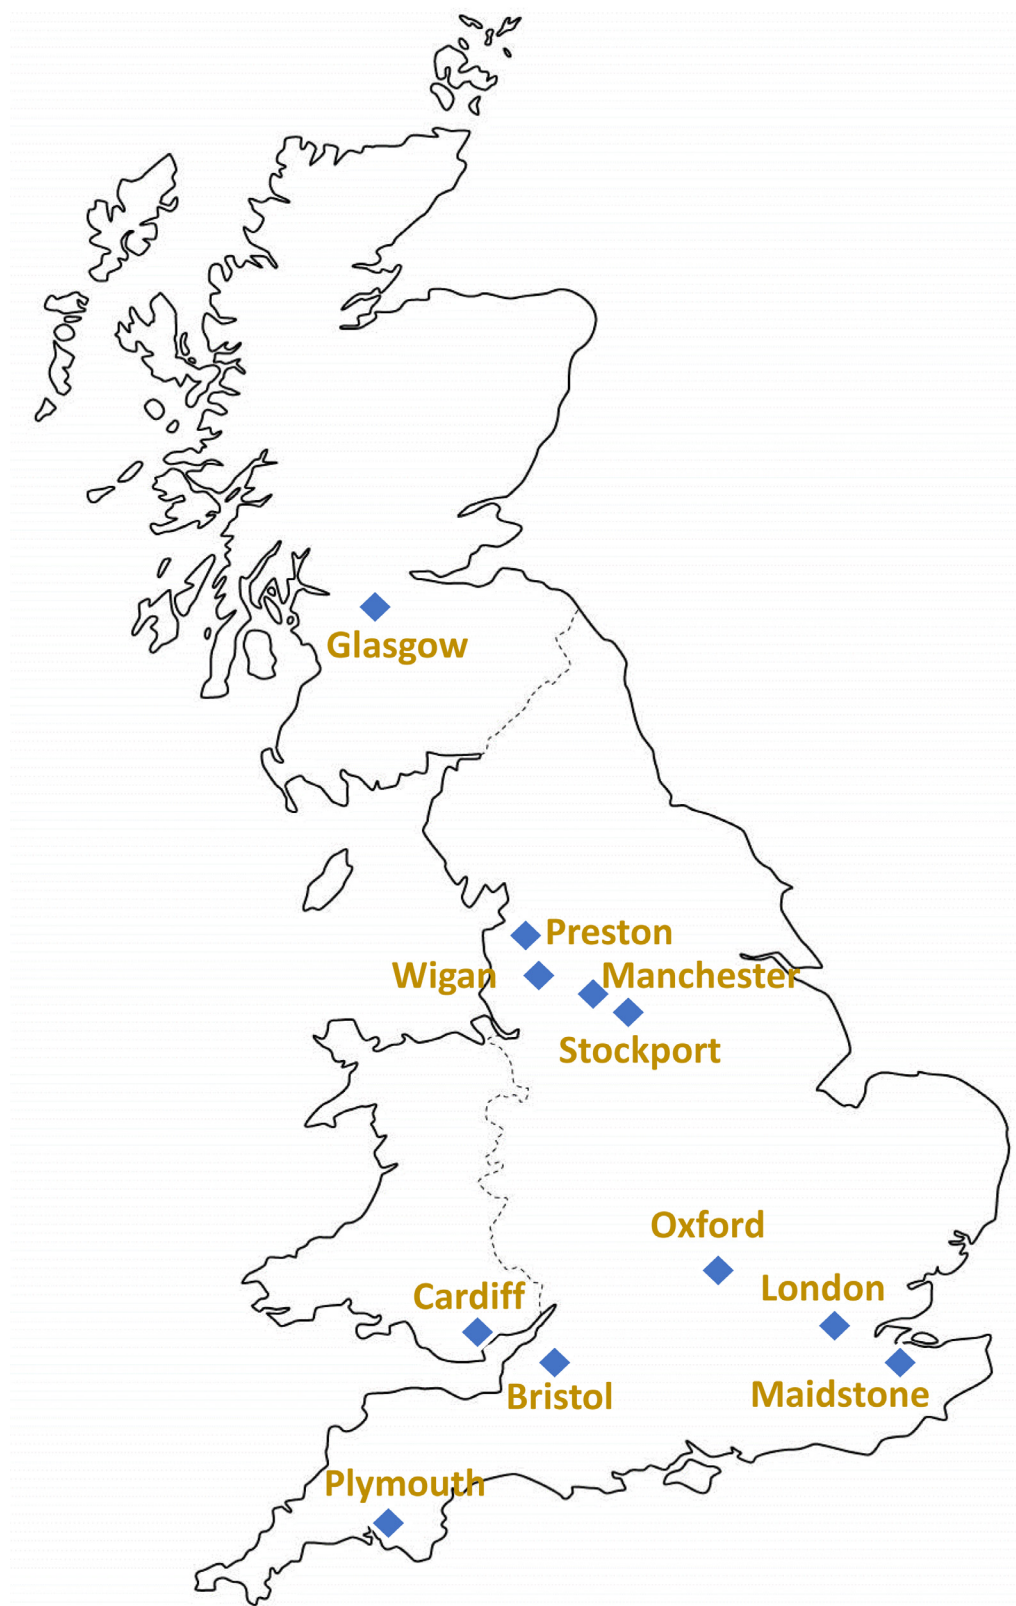 Glasgow
Preston
Wigan
Manchester
Stockport
Oxford
London
Cardiff
Maidstone
Bristol
Plymouth